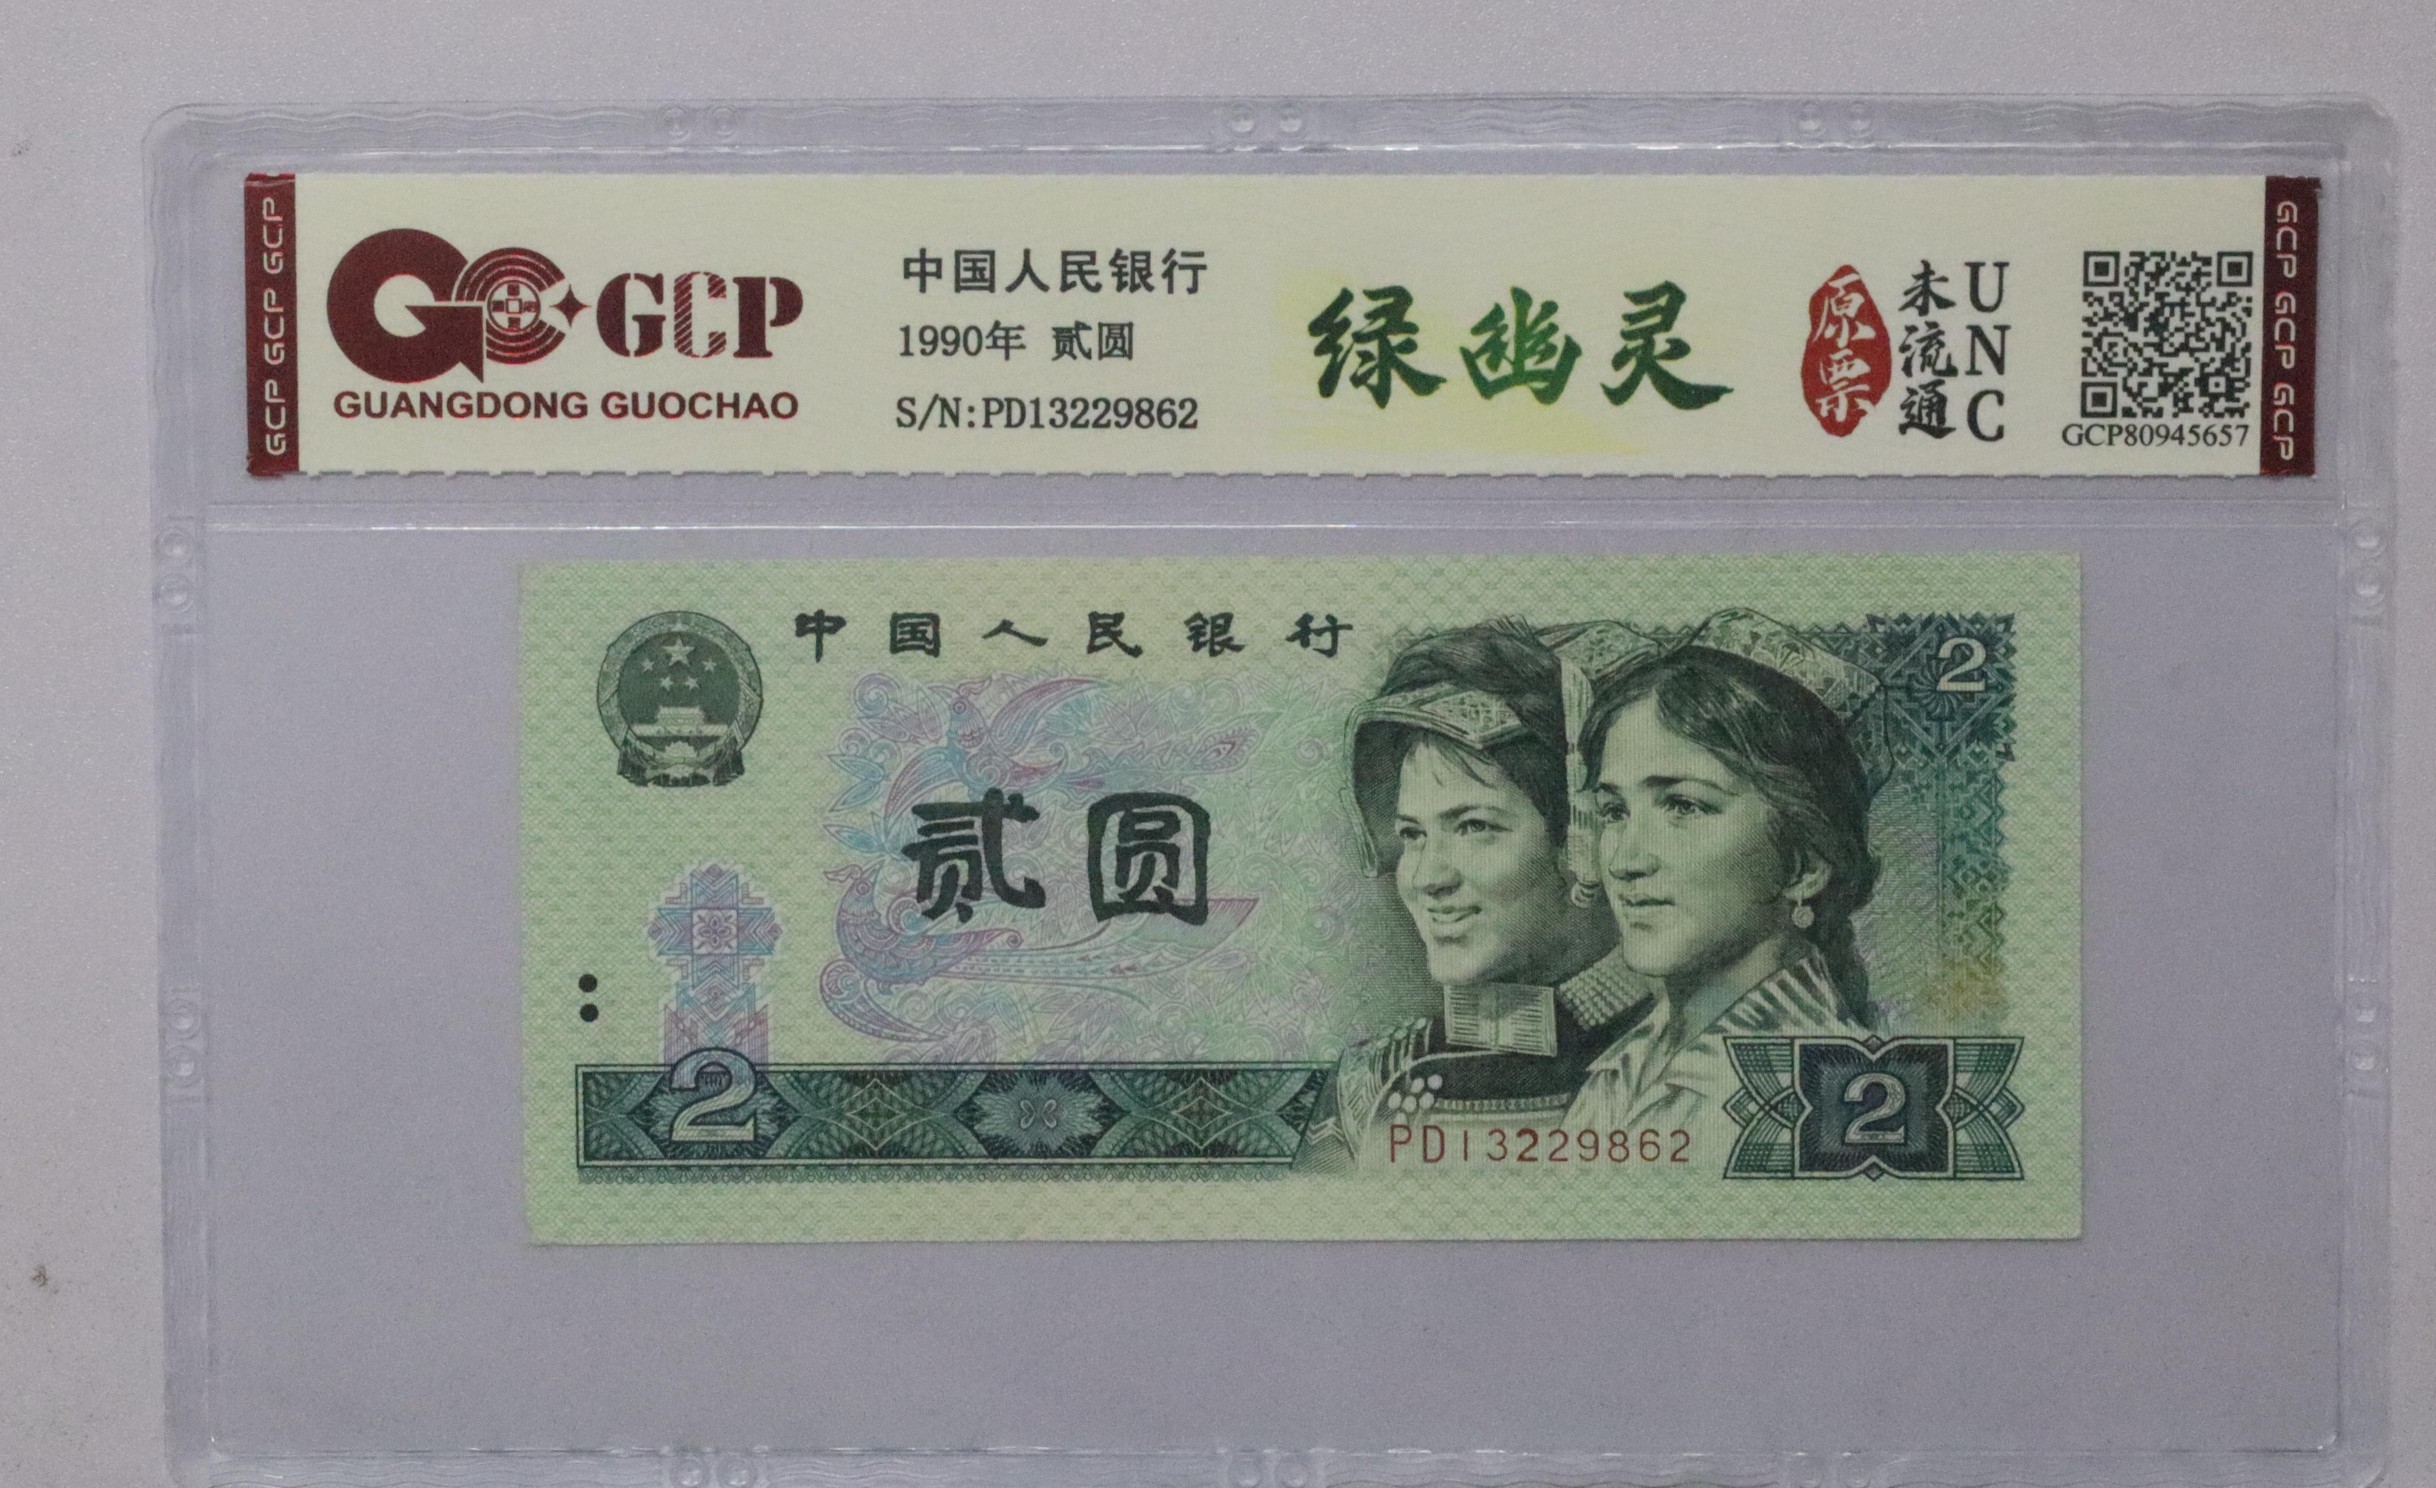 GCP GCP GCP
GCP
GUANGDONG GUOCHAO
中国人民银行
1990年 贰圆
S/N:PD13229862
绿幽灵
原票
未流通
UNC
GCP80945657
GCP GCP GCP
中国人民银行
2
贰圆
2
PD13229862
2